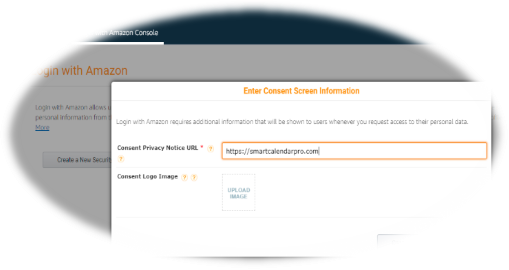 Amazon Console
gin with Amazon
Enter Consent Screen Information
Login with Amazon allows u
personal information from t
More
Login with Amazon requires additional information that will be shown to users whenever you request access to their personal data.
Create a New Securit
Consent Privacy Notice URL * ?
?
https://smartcalendarpro.com
Consent Logo Image ? ?
UPLOAD
IMAGE